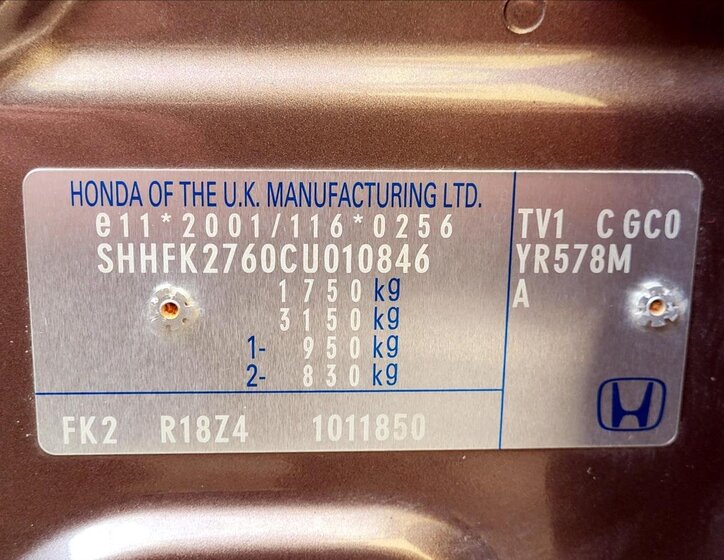 HONDA OF THE U.K. MANUFACTURING LTD.
e11*2001/116*0256
SHHFK2760CU010846
1750 kg
3150 kg
1- 950 kg
2- 830 kg
FK2 R18Z4 1011850
TV1 C GC0
YR578M
A